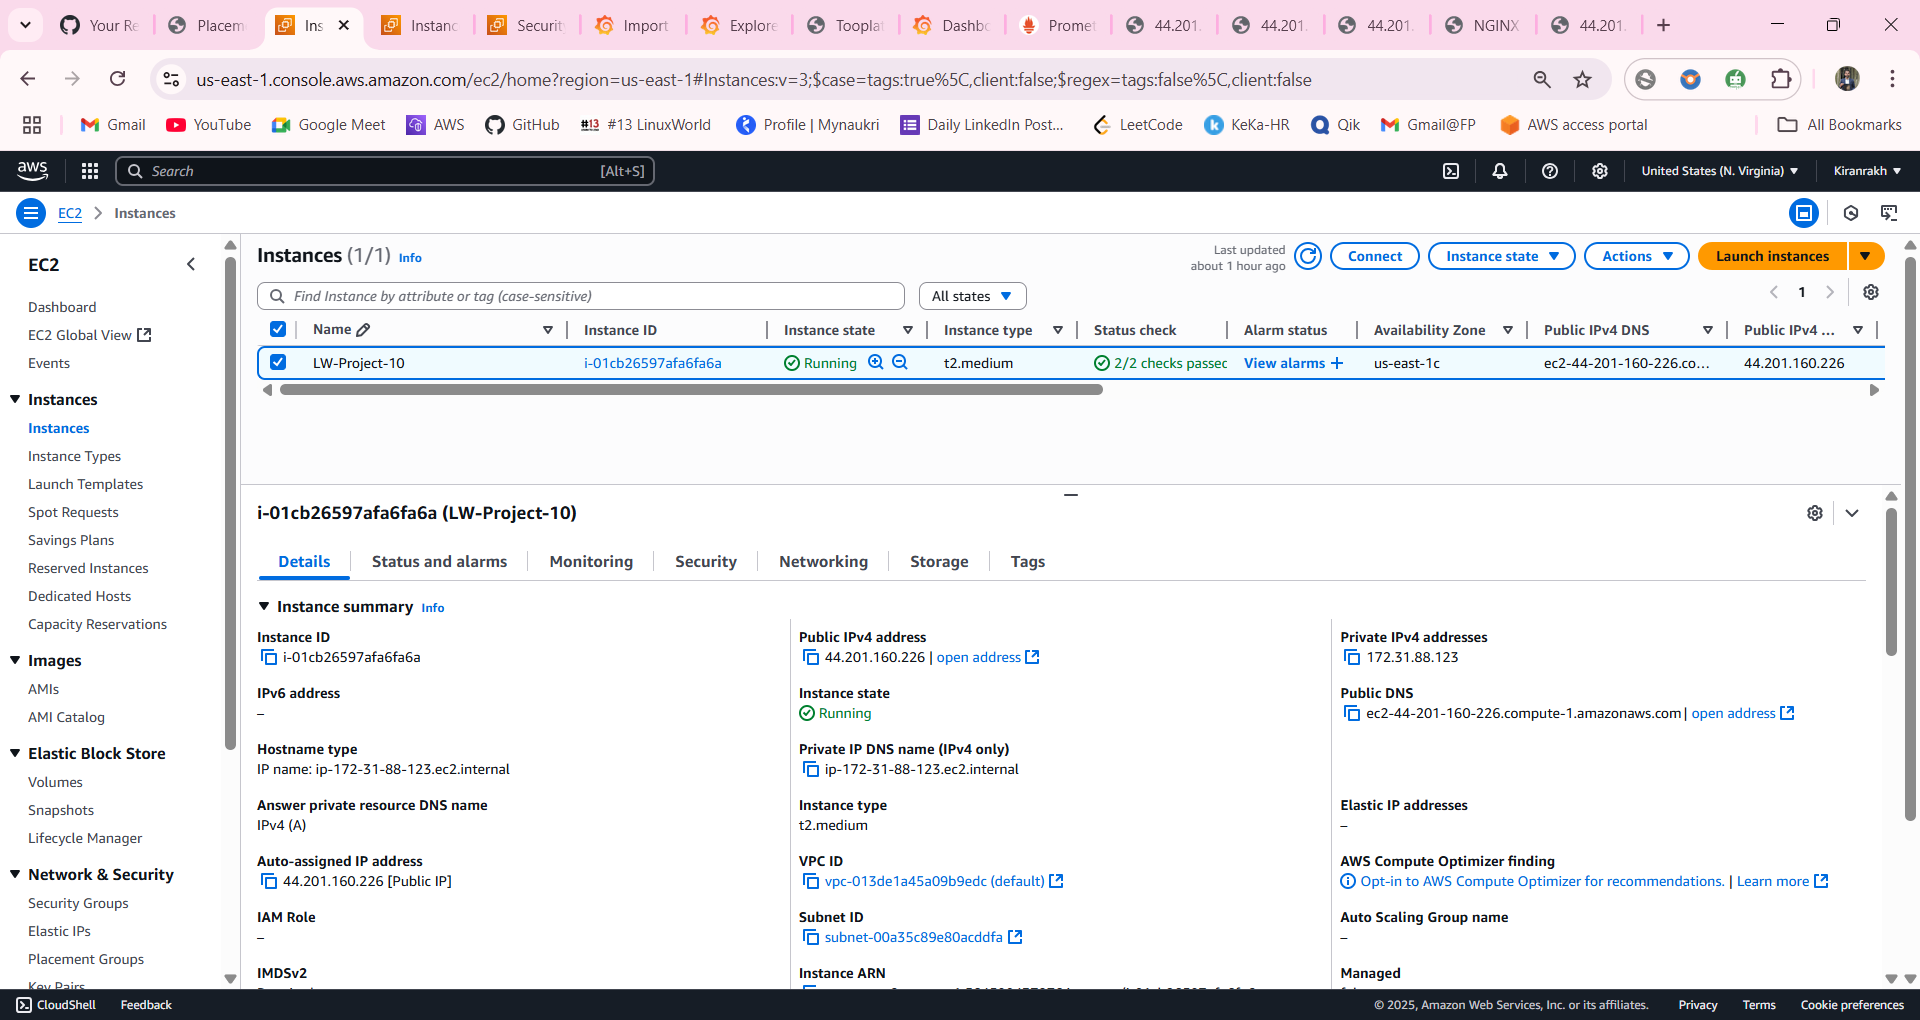 Your Re
Placem
Ins
Instanc
Securit
Import
Explore
Tooplat
Dashbo
Promet
44.201.
44.201.
44.201.
NGINX
44.201.
us-east-1.console.aws.amazon.com/ec2/home?region=us-east-1#Instances:v=3;$case=tags:true%5C,client:false;$regex=tags:false%5C,client:false
Gmail
YouTube
Google Meet
AWS
GitHub
#13 #13 LinuxWorld
Profile | Mynaukri
Daily LinkedIn Post...
LeetCode
KeKa-HR
Qik
Gmail@FP
AWS access portal
All Bookmarks
aws
Search
[Alt+S]
United States (N. Virginia)
Kiranrakh
EC2
Instances
EC2
Dashboard
EC2 Global View
Events
Instances
Instances
Instance Types
Launch Templates
Spot Requests
Savings Plans
Reserved Instances
Dedicated Hosts
Capacity Reservations
Images
AMIs
AMI Catalog
Elastic Block Store
Volumes
Snapshots
Lifecycle Manager
Network & Security
Security Groups
Elastic IPs
Placement Groups
Key Pairs
Instances (1/1) Info
Last updated
about 1 hour ago
Connect
Instance state
Actions
Launch instances
Find Instance by attribute or tag (case-sensitive)
All states
1
Name
Instance ID
Instance state
Instance type
Status check
Alarm status
Availability Zone
Public IPv4 DNS
Public IPv4 ...
LW-Project-10
i-01cb26597afa6fa6a
Running
t2.medium
2/2 checks passec
View alarms +
us-east-1c
ec2-44-201-160-226.co...
44.201.160.226
i-01cb26597afa6fa6a (LW-Project-10)
Details
Status and alarms
Monitoring
Security
Networking
Storage
Tags
Instance summary Info
Instance ID
i-01cb26597afa6fa6a
Public IPv4 address
44.201.160.226 | open address
Private IPv4 addresses
172.31.88.123
IPv6 address
–
Instance state
Running
Public DNS
ec2-44-201-160-226.compute-1.amazonaws.com | open address
Hostname type
IP name: ip-172-31-88-123.ec2.internal
Private IP DNS name (IPv4 only)
ip-172-31-88-123.ec2.internal
Answer private resource DNS name
IPv4 (A)
Instance type
t2.medium
Elastic IP addresses
–
Auto-assigned IP address
44.201.160.226 [Public IP]
VPC ID
vpc-013de1a45a09b9edc (default)
AWS Compute Optimizer finding
Opt-in to AWS Compute Optimizer for recommendations. | Learn more
IAM Role
–
Subnet ID
subnet-00a35c89e80acddfa
Auto Scaling Group name
–
IMDSv2
Instance ARN
Managed
CloudShell
Feedback
© 2025, Amazon Web Services, Inc. or its affiliates.
Privacy
Terms
Cookie preferences